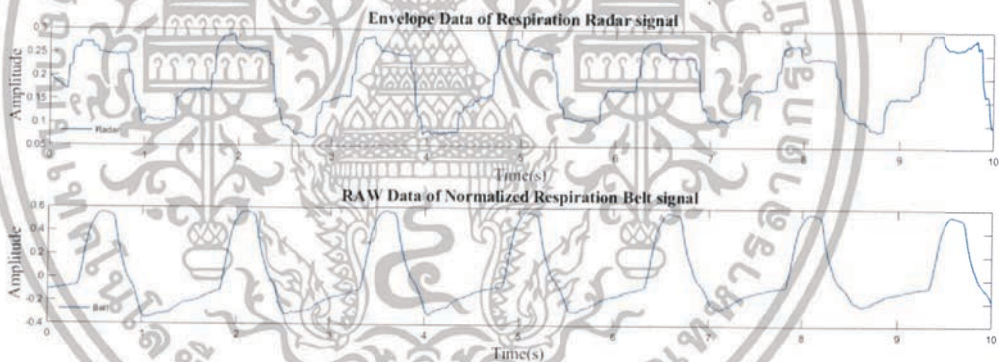 Envelope Data of Respiration Radar signal
Amplitude
0.3
0.25
0.2
0.15
0.1
0.05
Radar
0 1 2 3 4 5 6 7 8 9 10
Time(s)
RAW Data of Normalized Respiration Belt signal
Amplitude
0.6
0.4
0.2
0
-0.2
-0.4
Belt
0 1 2 3 4 5 6 7 8 9 10
Time(s)